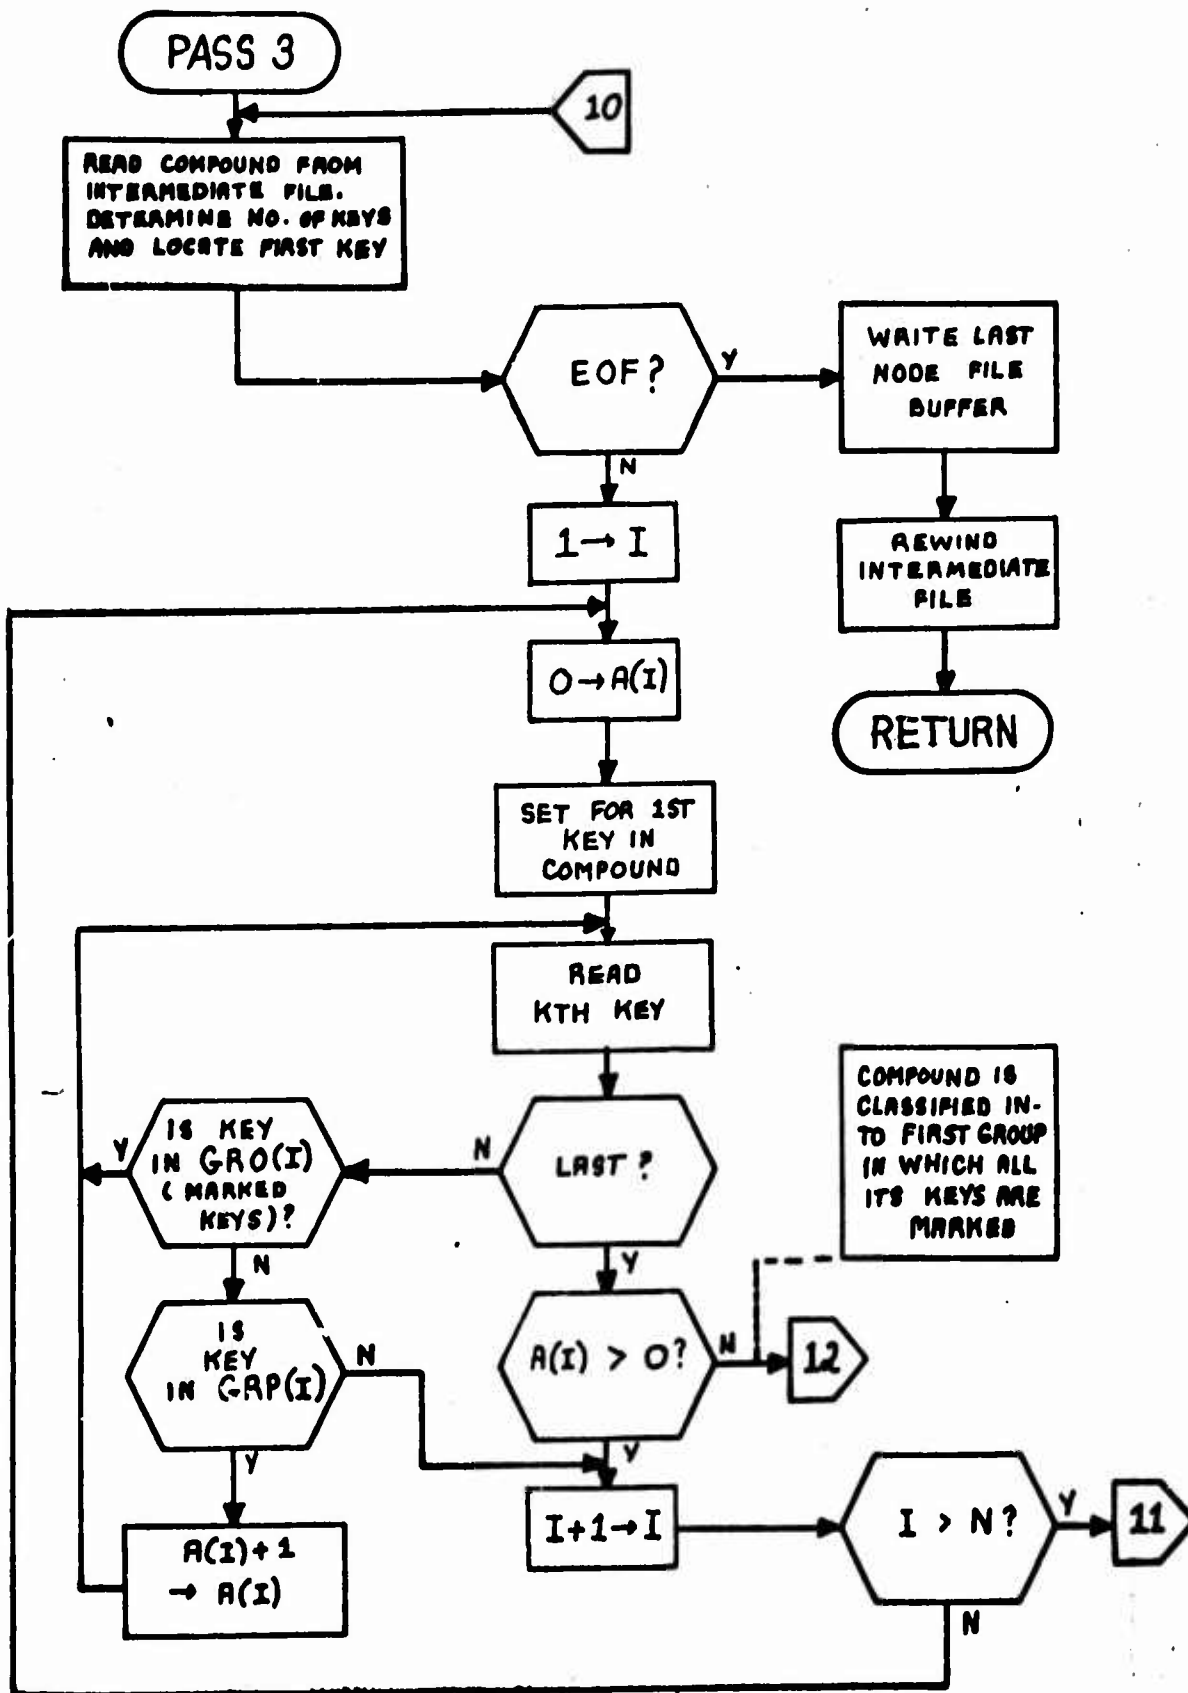 PASS 3
10
READ COMPOUND FROM
INTERMEDIATE FILE.
DETERMINE NO. OF KEYS
AND LOCATE FIRST KEY
EOF?
Y
N
WRITE LAST
NODE FILE
BUFFER
1 → I
REWIND
INTERMEDIATE
FILE
0 → A(I)
RETURN
SET FOR 1ST
KEY IN
COMPOUND
READ
KTH KEY
COMPOUND IS
CLASSIFIED IN-
TO FIRST GROUP
IN WHICH ALL
ITS KEYS ARE
MARKED
IS KEY
IN GRO(I)
(MARKED
KEYS)?
Y
N
N
LAST?
Y
IS
KEY
IN GRP(I)
N
Y
A(I) > 0?
N
12
Y
A(I)+1
→ A(I)
I+1 → I
I > N?
Y
11
N